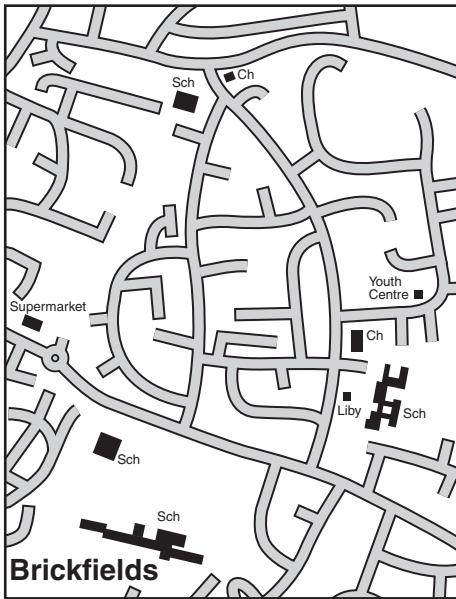 Ch
Sch
Youth
Centre
Supermarket
Ch
Liby
Sch
Sch
Sch
Brickfields